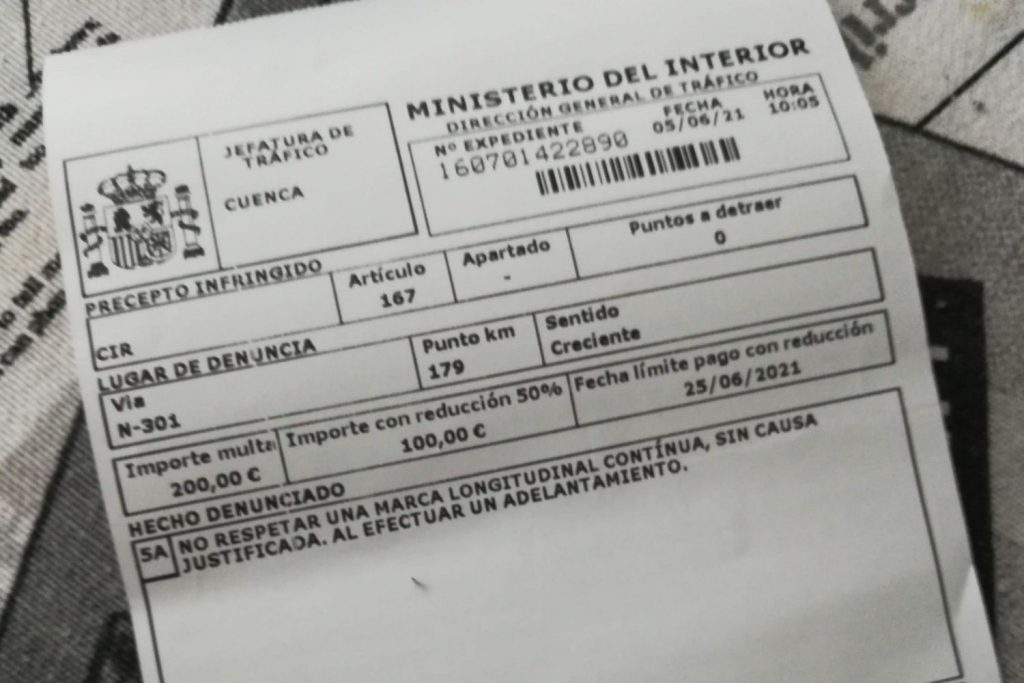 MINISTERIO DEL INTERIOR
DIRECCIÓN GENERAL DE TRÁFICO
JEFATURA DE
TRÁFICO
CUENCA
Nº EXPEDIENTE
160701422890
FECHA
05/06/21
HORA
10:05
PRECEPTO INFRINGIDO
CIR
Artículo
167
Apartado
-
Puntos a detraer
0
LUGAR DE DENUNCIA
Via
N-301
Punto km
179
Sentido
Creciente
Importe multa
200,00 €
Importe con reducción 50%
100,00 €
Fecha límite pago con reducción
25/06/2021
HECHO DENUNCIADO
5A
NO RESPETAR UNA MARCA LONGITUDINAL CONTÍNUA, SIN CAUSA
JUSTIFICADA. AL EFECTUAR UN ADELANTAMIENTO.